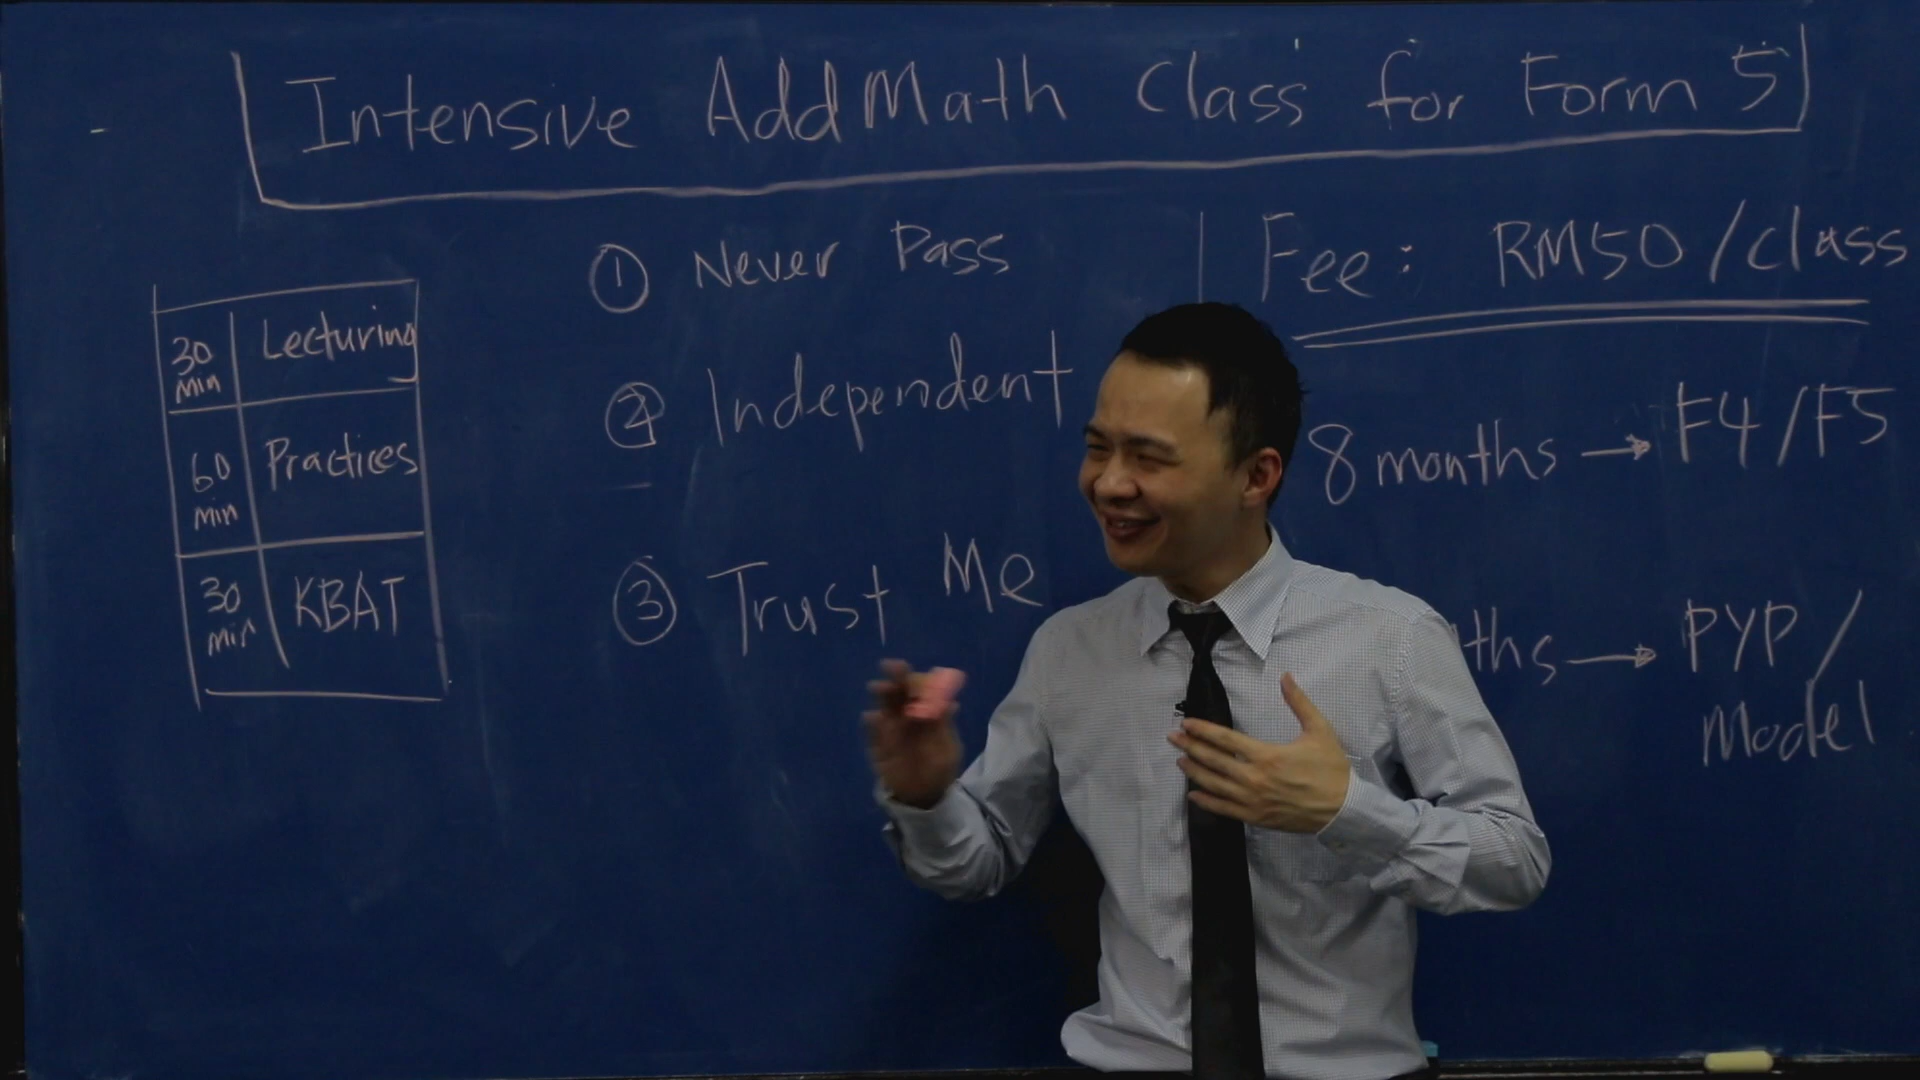 Intensive AddMath Class for Form 5
30 min Lecturing
60 min Practices
30 min KBAT
① Never Pass
② Independent
③ Trust Me
Fee: RM50/class
8 months → F4/F5
ths → PYP/
Model